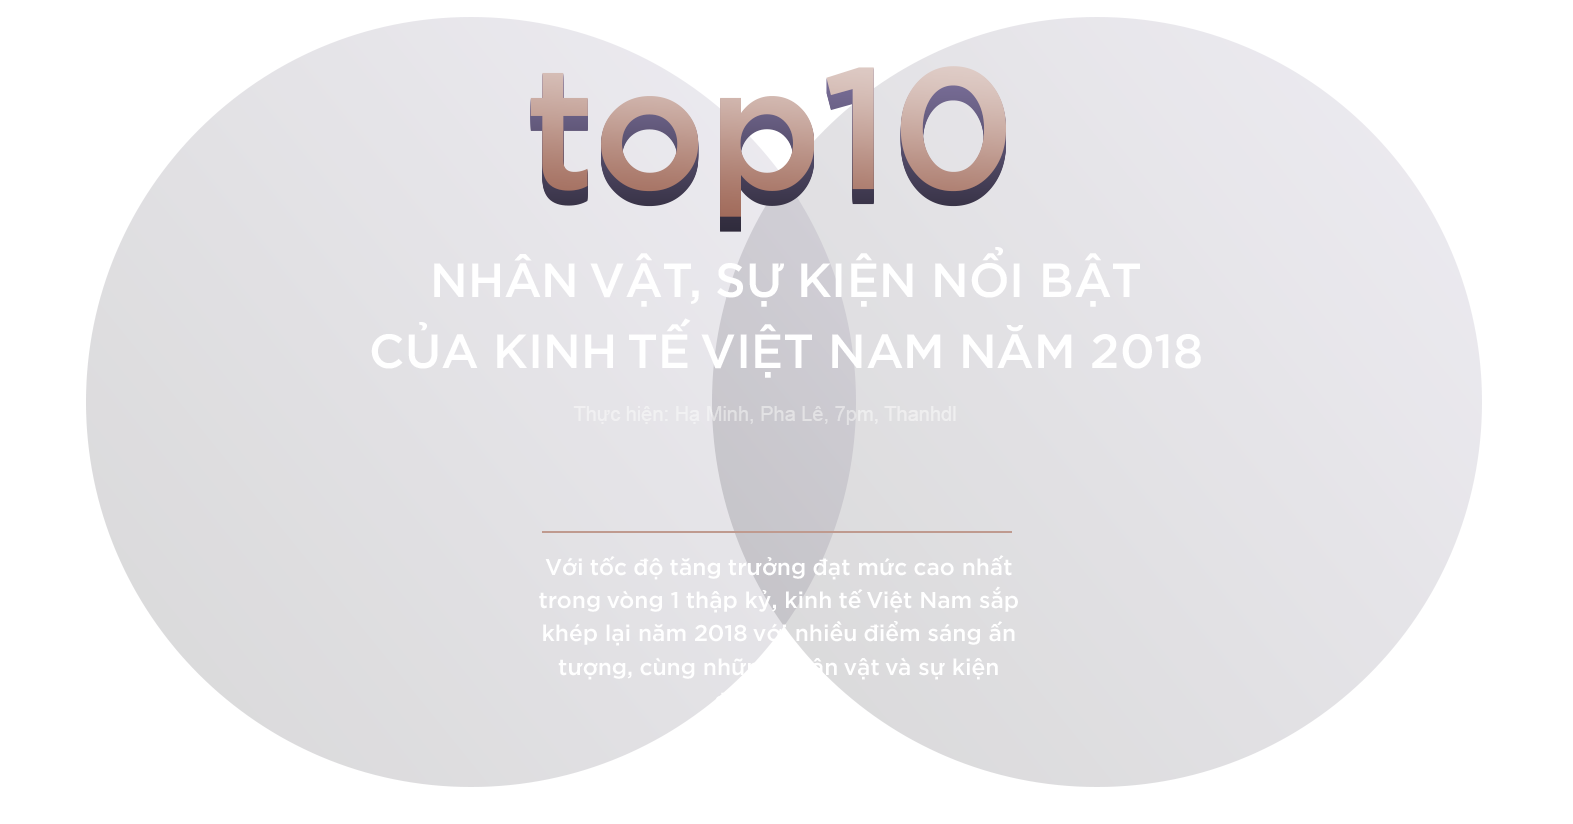 top10
NHÂN VẬT, SỰ KIỆN NỔI BẬT
CỦA KINH TẾ VIỆT NAM NĂM 2018
Thực hiện: Hạ Minh, Pha Lê, 7pm, Thanhdl
Với tốc độ tăng trưởng đạt mức cao nhất
trong vòng 1 thập kỷ, kinh tế Việt Nam sắp
khép lại năm 2018 với nhiều điểm sáng ấn
tượng, cùng vật và sự kiện